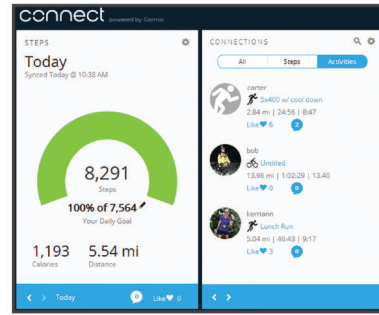 connect powered by Garmin
STEPS
Today
Synced Today @ 10:38 AM
8,291
Steps
100% of 7,564
Your Daily Goal
1,193
Calories
5.54 mi
Distance
Today
0
Like 0
CONNECTIONS
All
Steps
Activities
carter
5x400 w/ cool down
2.84 mi | 24:56 | 8:47
Like 6
2
bob
Untitled
13.96 mi | 1:02:29 | 13.40
Like 0
0
kerriann
Lunch Run
5.04 mi | 46:43 | 9:17
Like 3
0